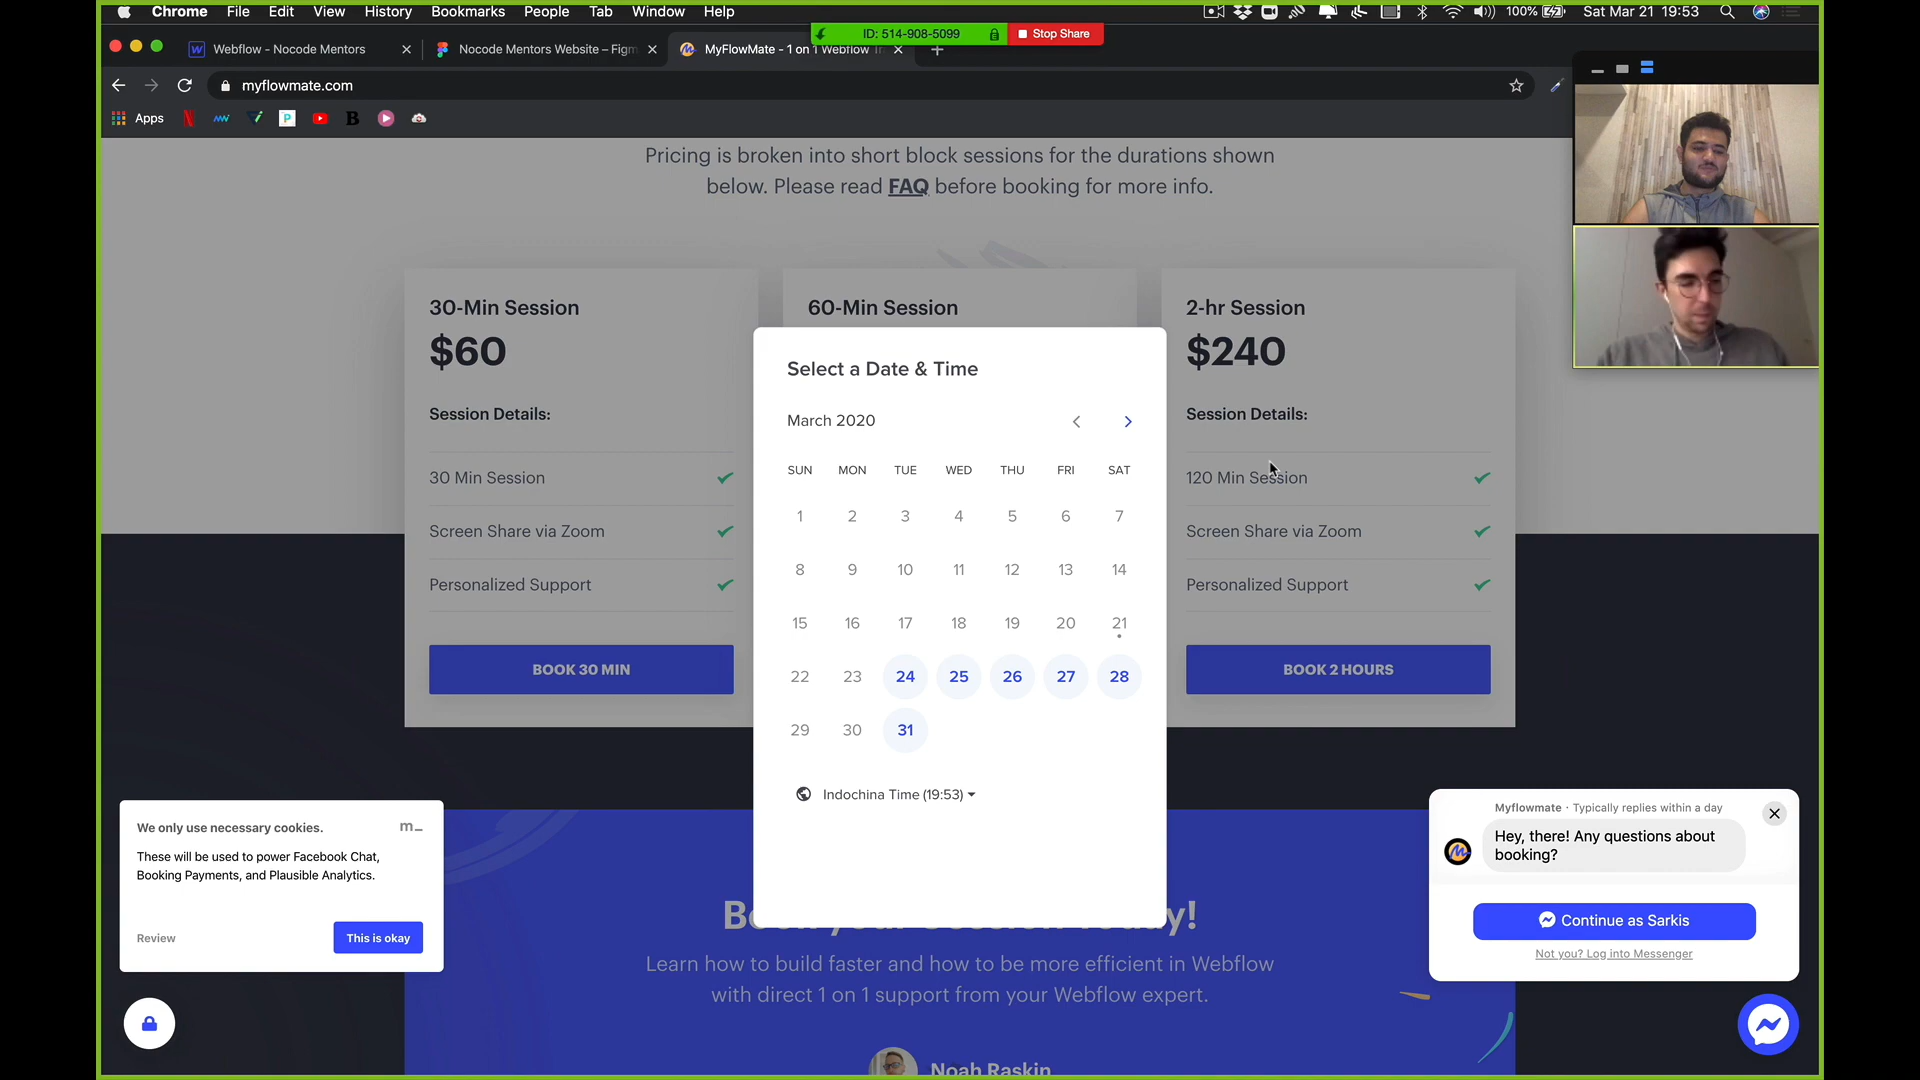 Chrome File Edit View History Bookmarks People Tab Window Help
100% Sat Mar 21 19:53
ID: 514-908-5099 Stop Share
Webflow - Nocode Mentors
Nocode Mentors Website – Figm
MyFlowMate - 1 on 1 Webflow
myflowmate.com
Apps
Pricing is broken into short block sessions for the durations shown
below. Please read FAQ before booking for more info.
30-Min Session
$60
Session Details:
30 Min Session
Screen Share via Zoom
Personalized Support
BOOK 30 MIN
60-Min Session
2-hr Session
$240
Session Details:
120 Min Session
Screen Share via Zoom
Personalized Support
BOOK 2 HOURS
Select a Date & Time
March 2020
SUN MON TUE WED THU FRI SAT
1 2 3 4 5 6 7
8 9 10 11 12 13 14
15 16 17 18 19 20 21
22 23 24 25 26 27 28
29 30 31
Indochina Time (19:53)
We only use necessary cookies. m_
These will be used to power Facebook Chat,
Booking Payments, and Plausible Analytics.
Review This is okay
Learn how to build faster and how to be more efficient in Webflow
with direct 1 on 1 support from your Webflow expert.
Noah Raskin
Myflowmate · Typically replies within a day
Hey, there! Any questions about
booking?
Continue as Sarkis
Not you? Log into Messenger